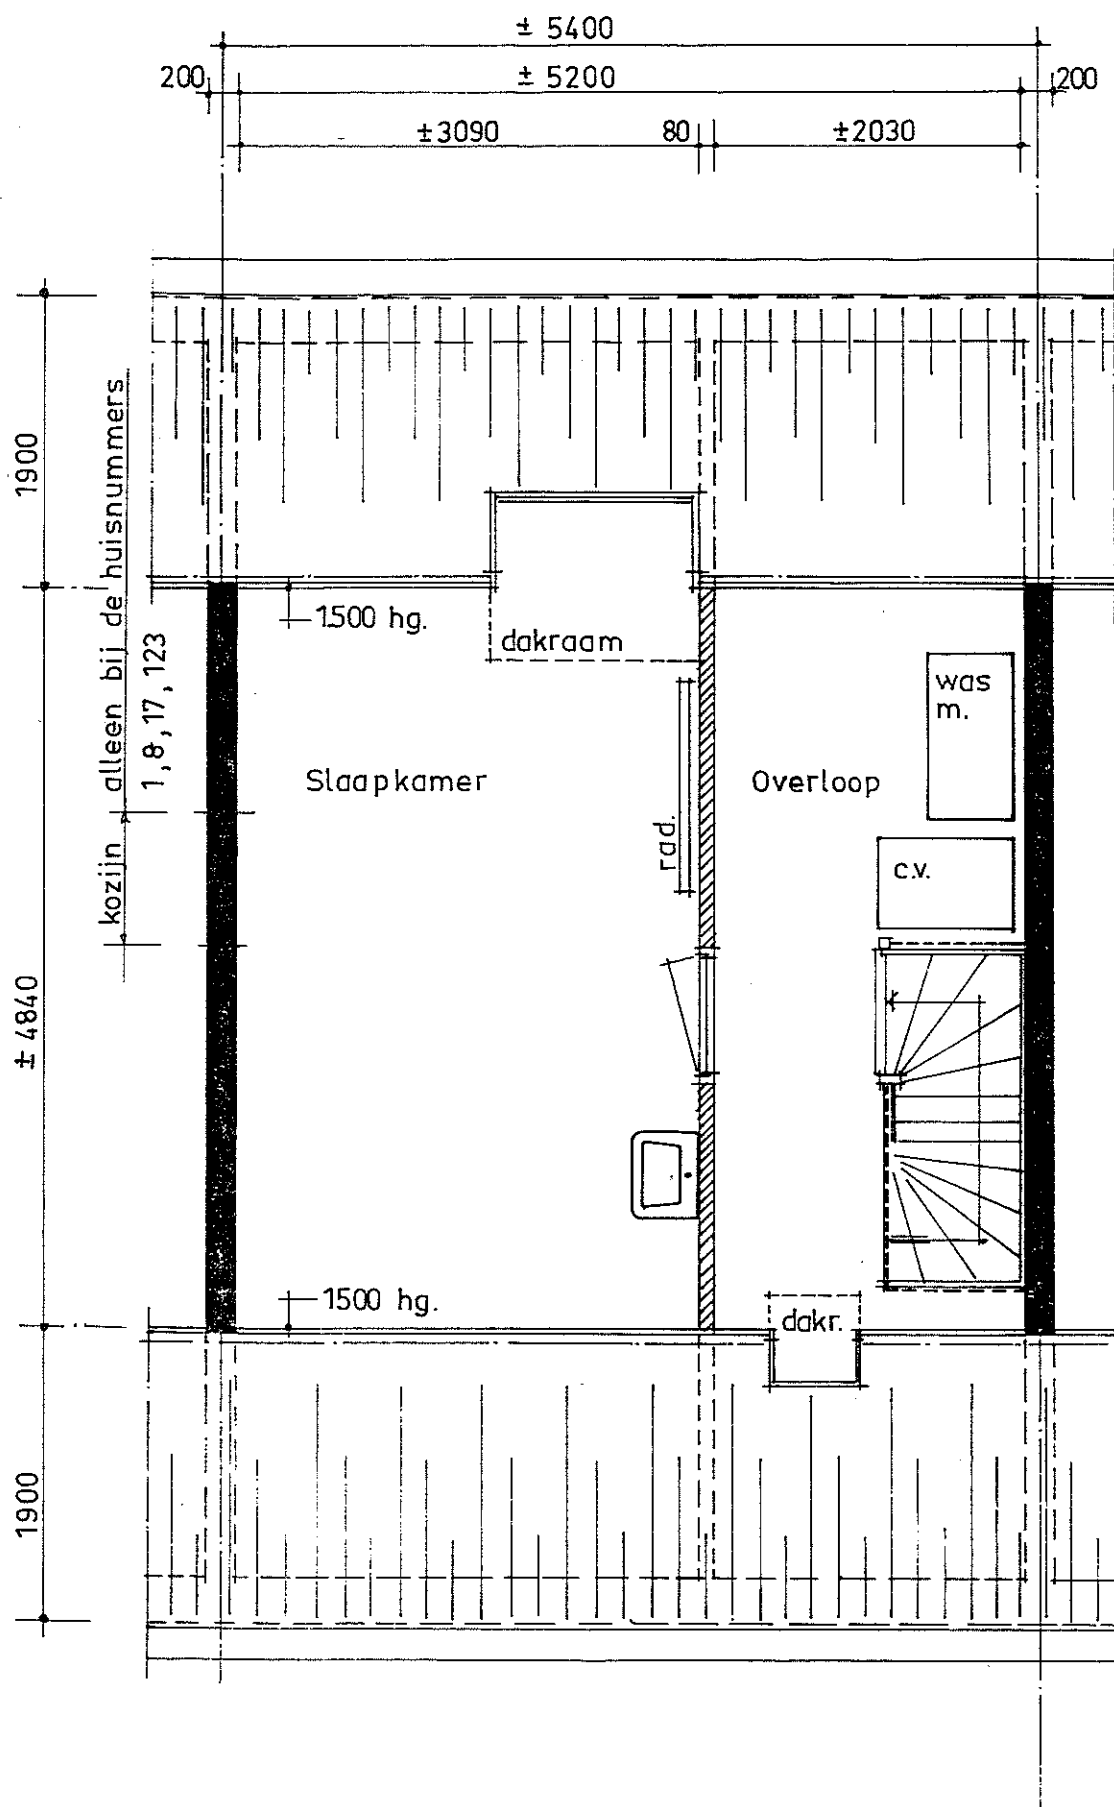 ± 5400
200
± 5200
200
±3090
80
±2030
1900
kozijn alleen bij de huisnummers
1, 8, 17, 123
1500 hg.
dakraam
was
m.
Slaapkamer
Overloop
rad.
c.v.
± 4840
1500 hg.
dakr.
1900